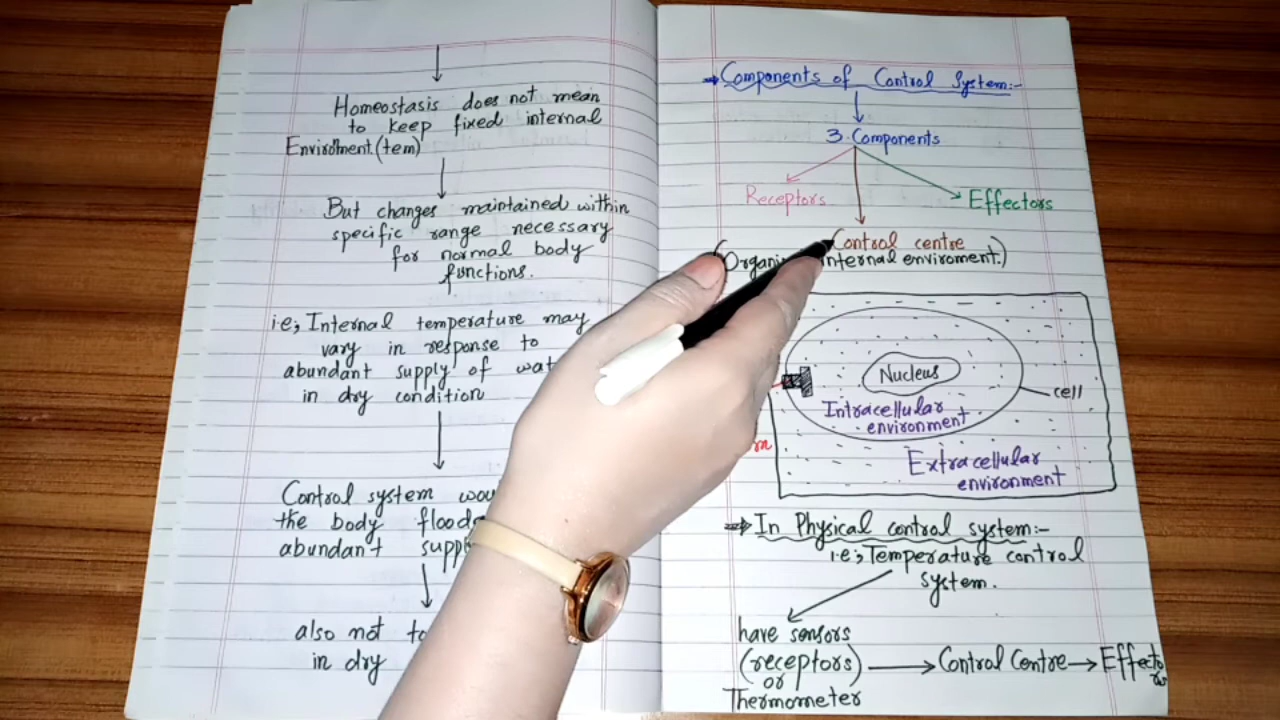 Homeostasis does not mean
to keep fixed internal
Enviroment.(tem)
But changes maintained within
specific range necessary
for normal body
functions.
i.e; Internal temperature may
vary in response to
abundant supply of
in dry condition
Control system
the body
abundant
also not
in dry
Components of Control System:-
3 Components
Receptors
Effectors
Control centre
internal enviroment.)
Nucleus
cell
Intracellular
environment
Extracellular
environment
In Physical control system:-
i.e; Temperature control
system.
have sensors
(receptors) Control Centre Effectors
or
Thermometer